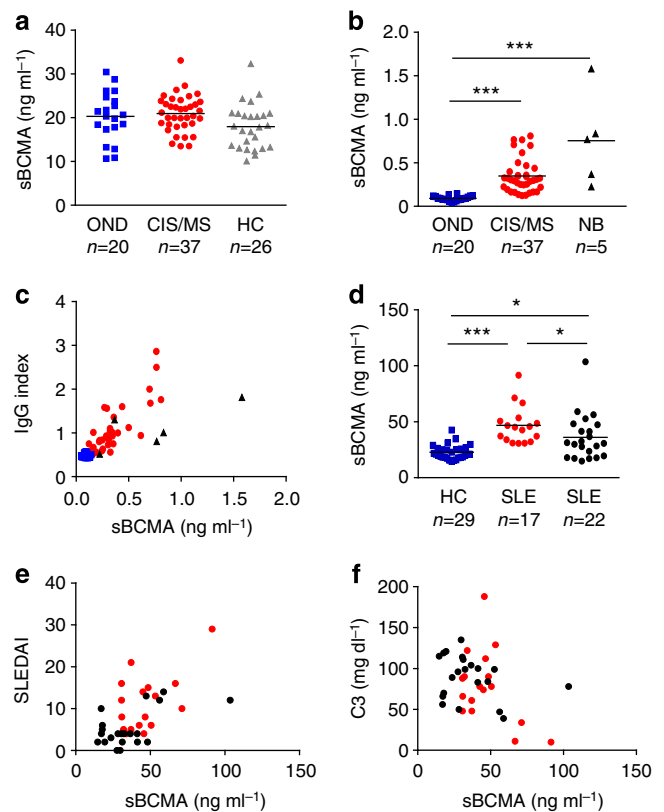 a
sBCMA (ng ml⁻¹)
40
30
20
10
0
OND CIS/MS HC
n=20 n=37 n=26
b
sBCMA (ng ml⁻¹)
2.0
1.5
1.0
0.5
0
***
***
OND CIS/MS NB
n=20 n=37 n=5
c
IgG index
4
3
2
1
0
0.0 0.5 1.0 1.5 2.0
sBCMA (ng ml⁻¹)
d
sBCMA (ng ml⁻¹)
150
100
50
0
*
*** *
HC SLE SLE
n=29 n=17 n=22
e
SLEDAI
40
30
20
10
0
0 50 100 150
sBCMA (ng ml⁻¹)
f
C3 (mg dl⁻¹)
200
150
100
50
0
0 50 100 150
sBCMA (ng ml⁻¹)